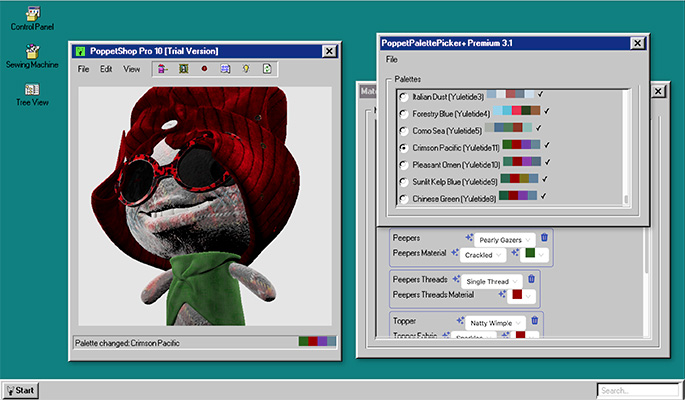 Control Panel
Sewing Machine
Tree View
PoppetShop Pro 10 [Trial Version]
File Edit View
Palette changed: Crimson Pacific
PoppetPalettePicker+ Premium 3.1
File
Palettes
Italian Dust (Yuletide3)
Forestry Blue (Yuletide4)
Como Sea (Yuletide5)
Crimson Pacific (Yuletide11)
Pleasant Omen (Yuletide10)
Sunlit Kelp Blue (Yuletide9)
Chinese Green (Yuletide8)
Mate
Peepers Pearly Gazers
Peepers Material Crackled
Peepers Threads Single Thread
Peepers Threads Material
Topper Natty Wimple
Topper Fabric Sparkles
Start
Search...